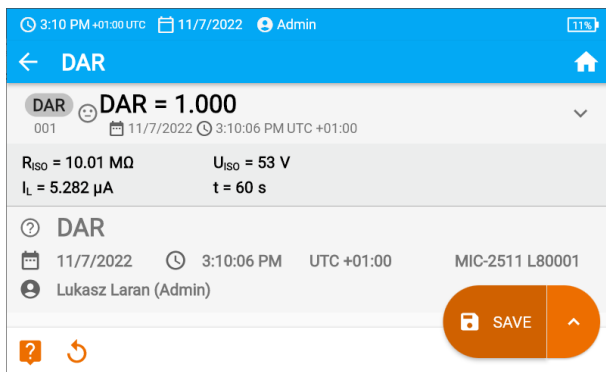 3:10 PM +01:00 UTC 11/7/2022 Admin 11%
DAR
DAR DAR = 1.000
001 11/7/2022 3:10:06 PM UTC +01:00
RISO = 10.01 MΩ UISO = 53 V
IL = 5.282 µA t = 60 s
DAR
11/7/2022 3:10:06 PM UTC +01:00 MIC-2511 L80001
Lukasz Laran (Admin)
SAVE